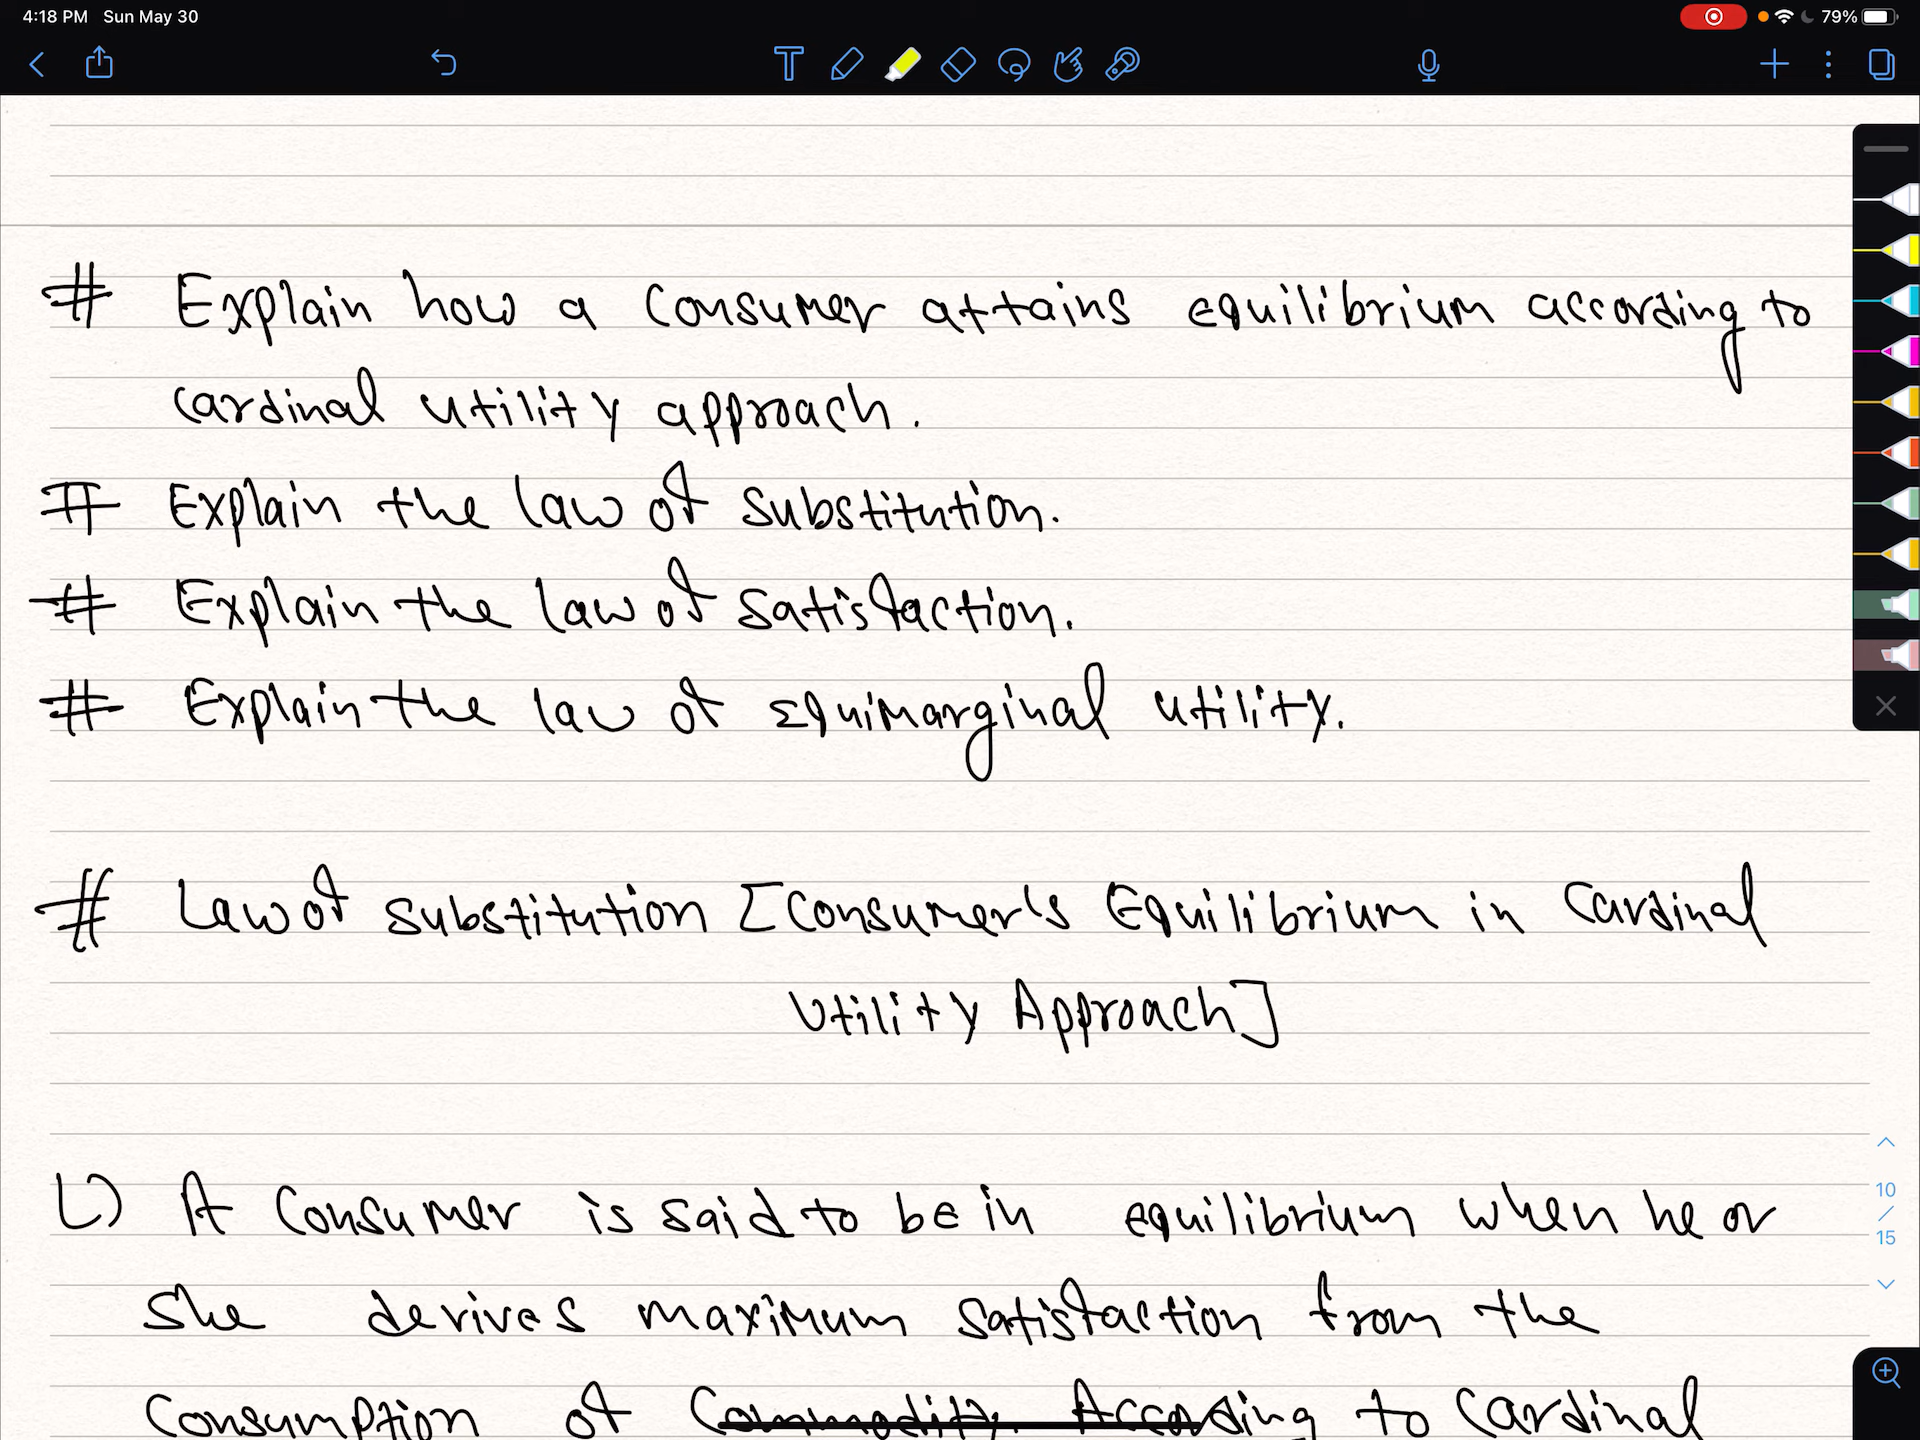 4:18 PM Sun May 30
79%
# Explain how a consumer attains equilibrium according to
cardinal utility approach.
# Explain the law of substitution.
# Explain the law of satisfaction.
# Explain the law of equimarginal utility.
# Law of substitution [Consumer's Equilibrium in Cardinal
Utility Approach]
L) A consumer is said to be in equilibrium when he or
she derives maximum satisfaction from the
consumption of commodity. According to cardinal
10
/
15